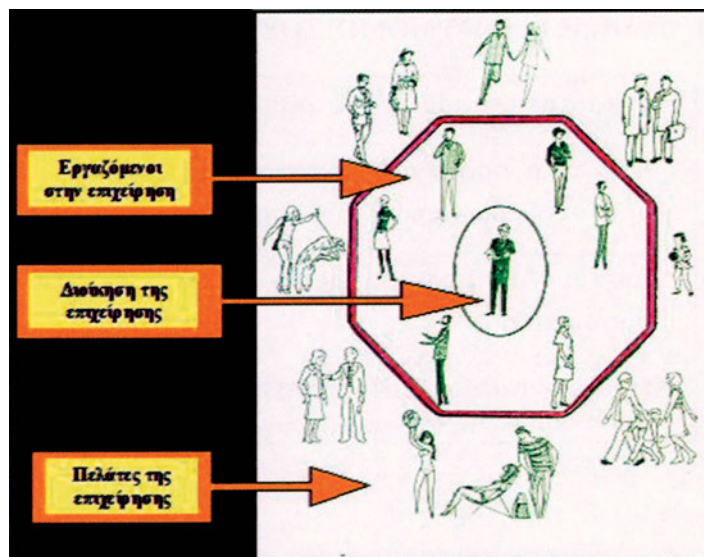 Εργαζόμενοι
στην επιχείρηση
Διοίκηση της
επιχείρησης
Πελάτες της
επιχείρησης